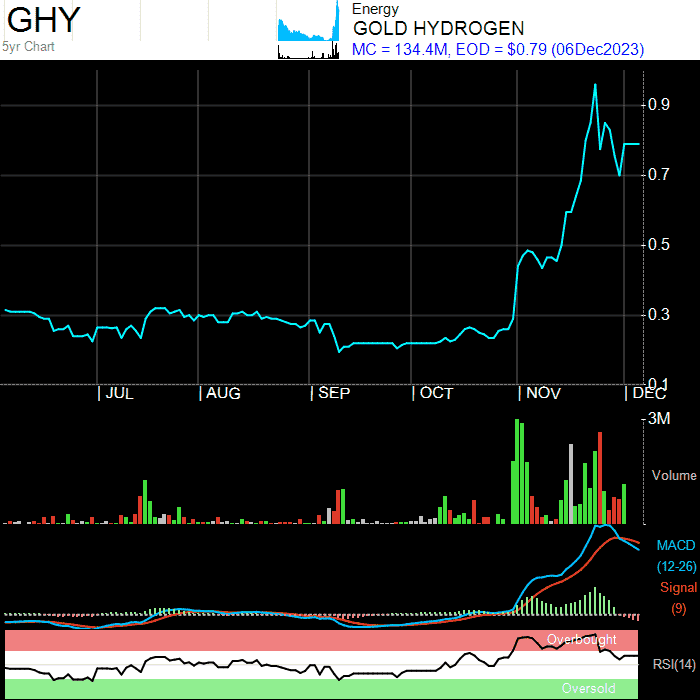 GHY
5yr Chart
Energy
GOLD HYDROGEN
MC = 134.4M, EOD = $0.79 (06Dec2023)
0.9
0.7
0.5
0.3
0.1
| JUL | AUG | SEP | OCT | NOV | DEC
3M
Volume
MACD
(12-26)
Signal
(9)
Overbought
RSI(14)
Oversold